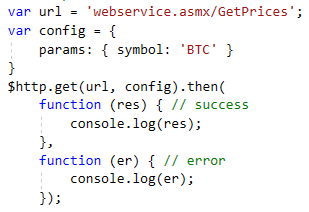 var url = 'webservice.asmx/GetPrices';
var config = {
    params: { symbol: 'BTC' }
}
$http.get(url, config).then(
    function (res) { // success
        console.log(res);
    },
    function (er) { // error
        console.log(er);
    });